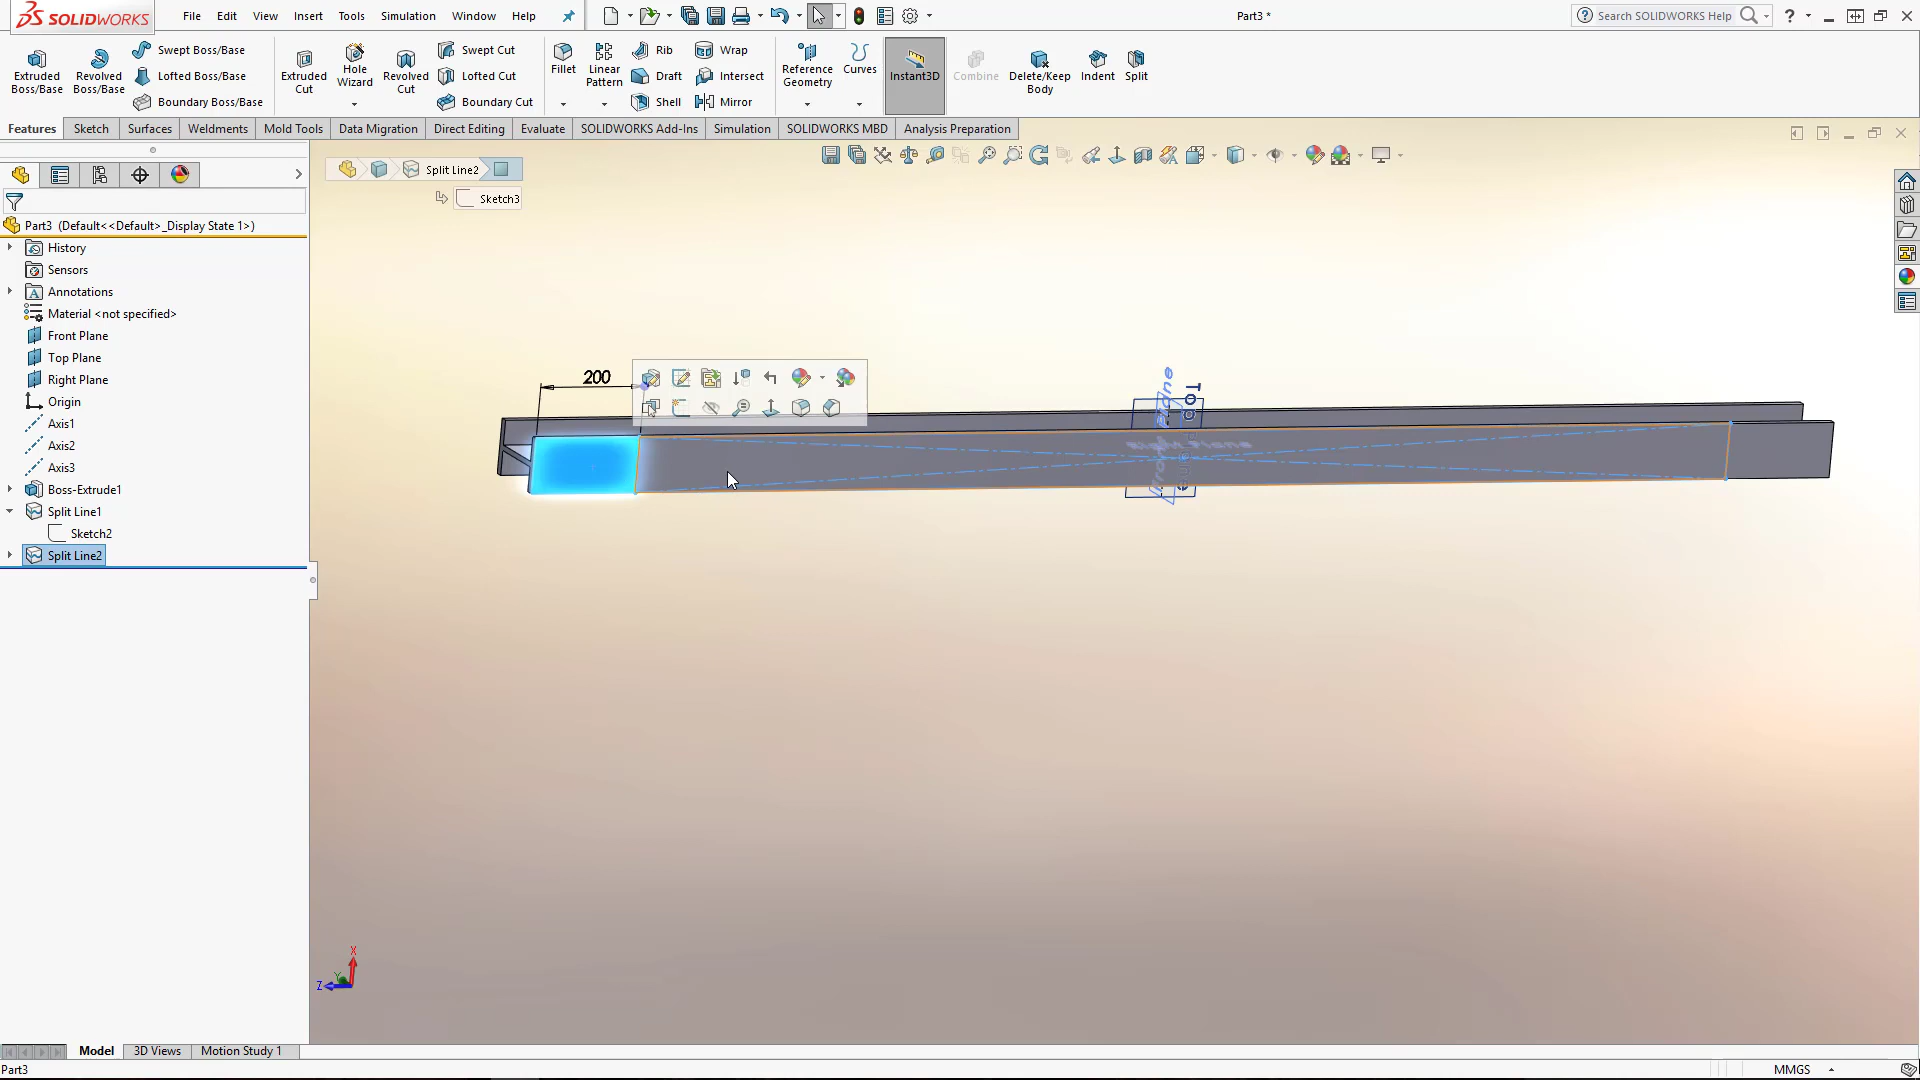 SOLIDWORKS
File Edit View Insert Tools Simulation Window Help
Part3 *
Search SOLIDWORKS Help
Extruded Boss/Base
Revolved Boss/Base
Swept Boss/Base
Lofted Boss/Base
Boundary Boss/Base
Extruded Cut
Hole Wizard
Revolved Cut
Swept Cut
Lofted Cut
Boundary Cut
Fillet
Linear Pattern
Rib
Draft
Shell
Wrap
Intersect
Mirror
Reference Geometry
Curves
Instant3D
Combine
Delete/Keep Body
Indent
Split
Features Sketch Surfaces Weldments Mold Tools Data Migration Direct Editing Evaluate SOLIDWORKS Add-Ins Simulation SOLIDWORKS MBD Analysis Preparation
Split Line2
Sketch3
Part3 (Default<<Default>_Display State 1>)
History
Sensors
Annotations
Material <not specified>
Front Plane
Top Plane
Right Plane
Origin
Axis1
Axis2
Axis3
Boss-Extrude1
Split Line1
Sketch2
Split Line2
200
X
Y
Z
Model 3D Views Motion Study 1
Part3
MMGS